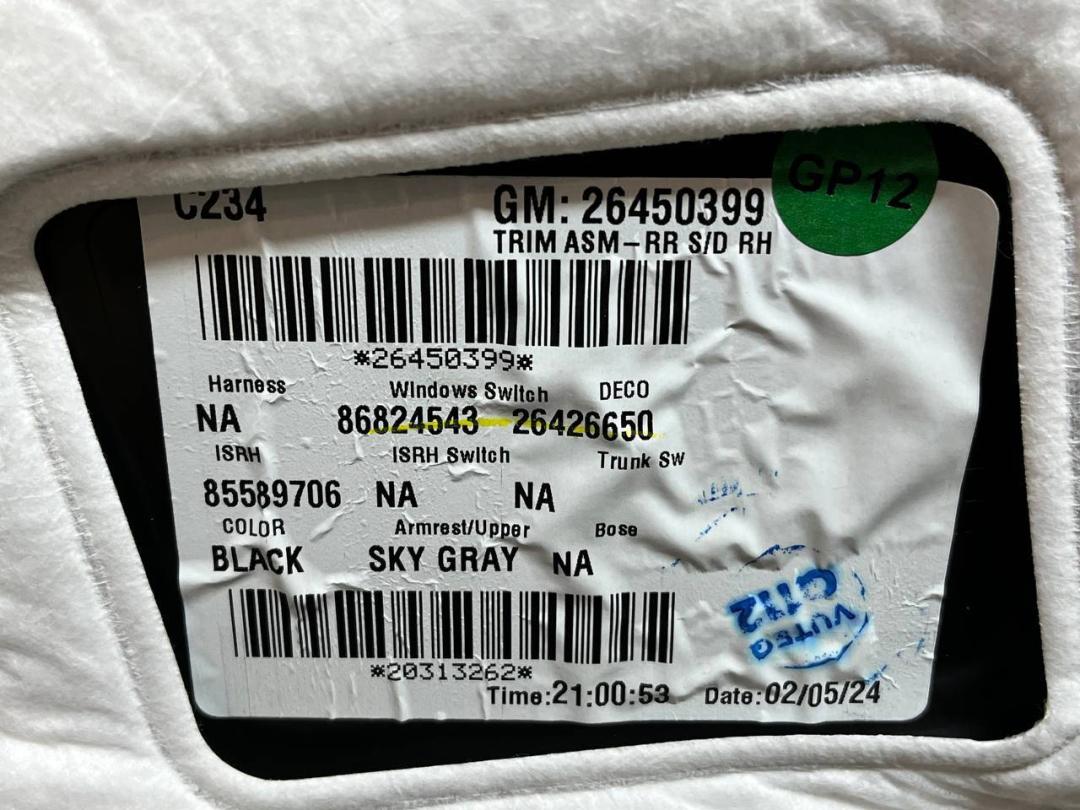 C234
GM: 26450399
GP12
TRIM ASM-RR S/D RH
*26450399*
Harness Windows Switch DECO
NA 86824543 26426650
ISRH ISRH Switch Trunk Sw
85589706 NA NA
COLOR Armrest/Upper Bose
BLACK SKY GRAY NA
VUTEQ
Q112
*20313262*
Time:21:00:53 Date:02/05/24